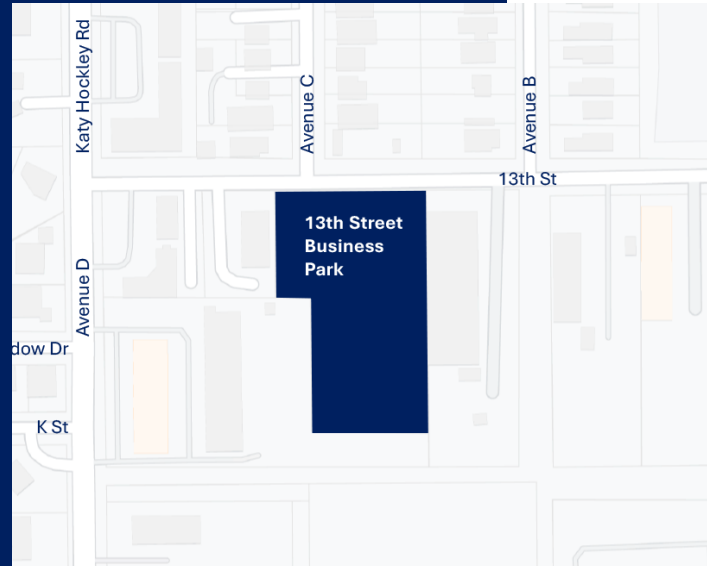 Katy Hockley Rd
Avenue C
Avenue B
13th St
13th Street
Business
Park
Avenue D
dow Dr
K St